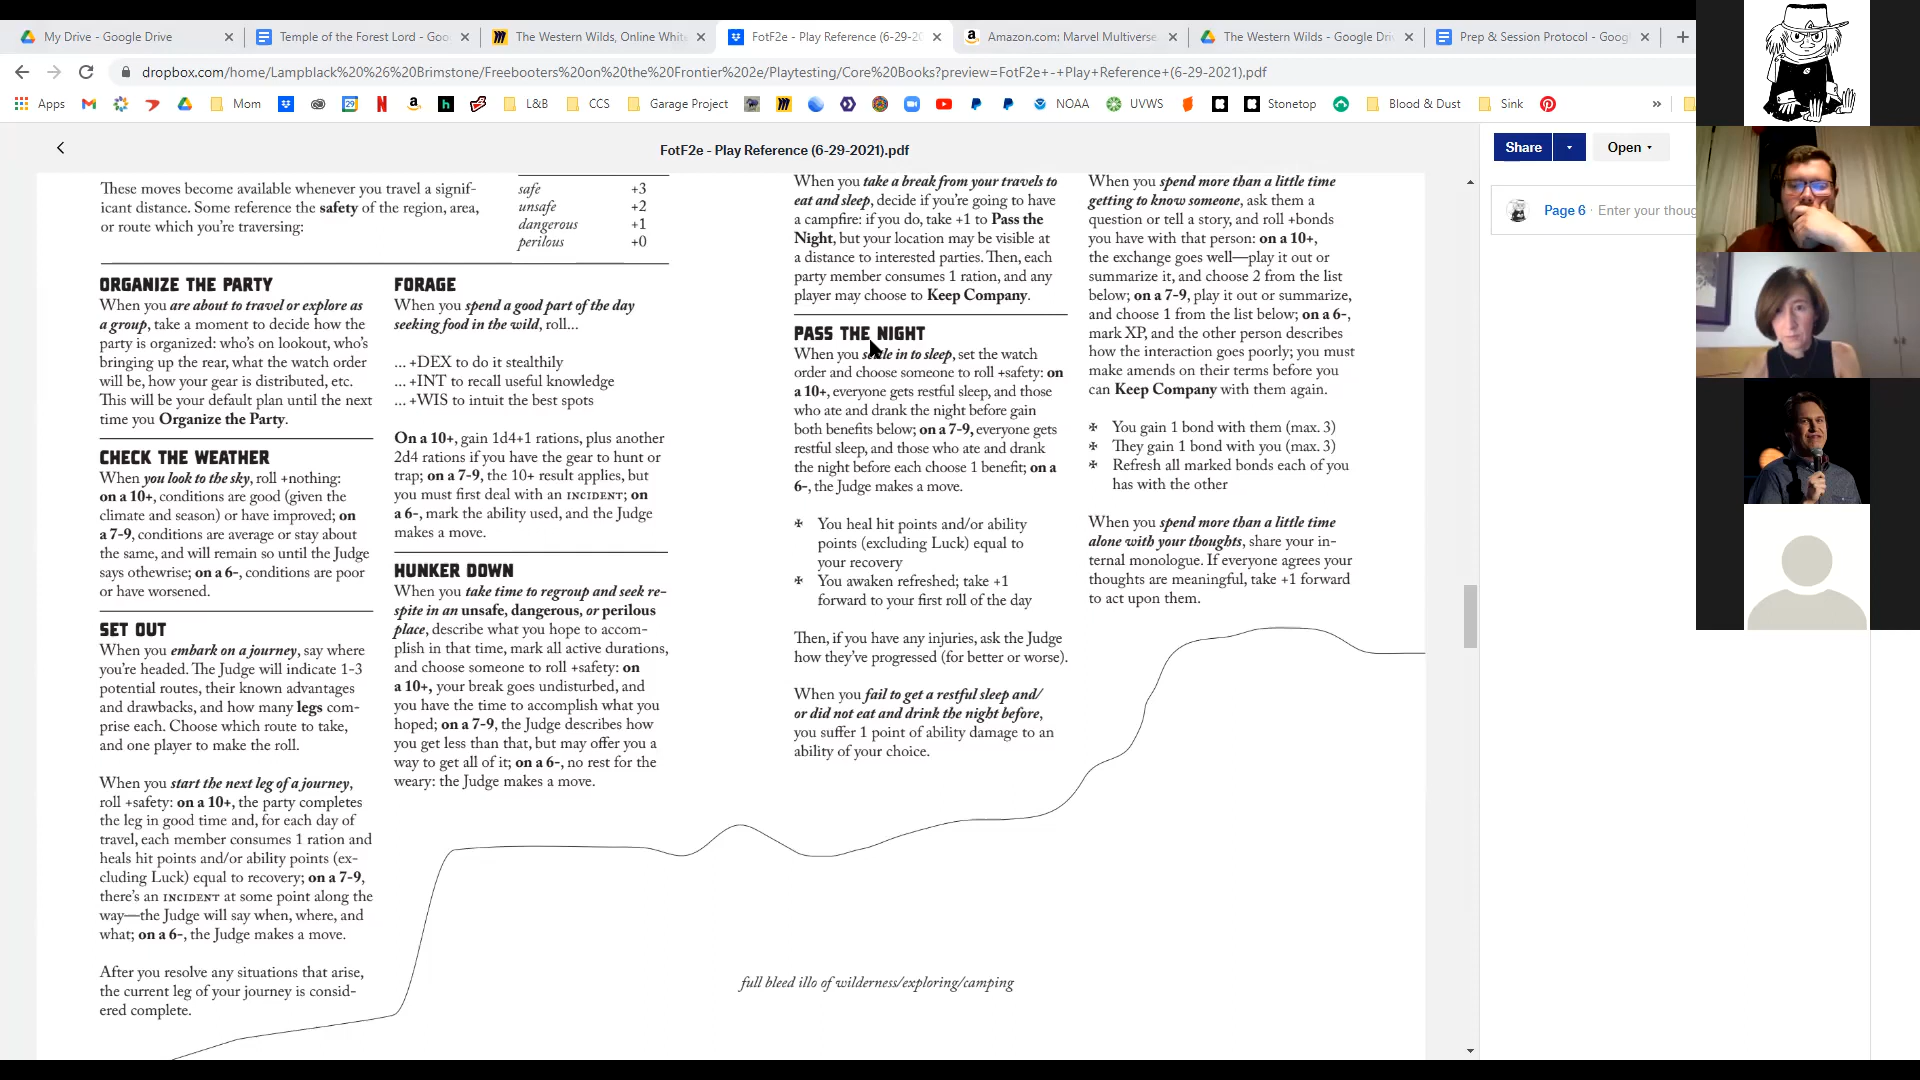 My Drive - Google Drive
Temple of the Forest Lord - Goo
The Western Wilds, Online White
FotF2e - Play Reference (6-29-20
Amazon.com: Marvel Multiverse
The Western Wilds - Google Dri
Prep & Session Protocol - Googl
dropbox.com/home/Lampblack%20%26%20Brimstone/Freebooters%20on%20the%20Frontier%202e/Playtesting/Core%20Books?preview=FotF2e+-+Play+Reference+(6-29-2021).pdf
Apps
Mom
L&B
CCS
Garage Project
NOAA
UVWS
Stonetop
Blood & Dust
Sink
»
FotF2e - Play Reference (6-29-2021).pdf
Share
Open
Page 6 · Enter your thoug
These moves become available whenever you travel a signif-
icant distance. Some reference the safety of the region, area,
or route which you're traversing:
safe +3
unsafe +2
dangerous +1
perilous +0
ORGANIZE THE PARTY
When you are about to travel or explore as
a group, take a moment to decide how the
party is organized: who's on lookout, who's
bringing up the rear, what the watch order
will be, how your gear is distributed, etc.
This will be your default plan until the next
time you Organize the Party.
CHECK THE WEATHER
When you look to the sky, roll +nothing:
on a 10+, conditions are good (given the
climate and season) or have improved; on
a 7-9, conditions are average or stay about
the same, and will remain so until the Judge
says othewrise; on a 6-, conditions are poor
or have worsened.
SET OUT
When you embark on a journey, say where
you're headed. The Judge will indicate 1-3
potential routes, their known advantages
and drawbacks, and how many legs com-
prise each. Choose which route to take,
and one player to make the roll.
When you start the next leg of a journey,
roll +safety: on a 10+, the party completes
the leg in good time and, for each day of
travel, each member consumes 1 ration and
heals hit points and/or ability points (ex-
cluding Luck) equal to recovery; on a 7-9,
there's an INCIDENT at some point along the
way—the Judge will say when, where, and
what; on a 6-, the Judge makes a move.
After you resolve any situations that arise,
the current leg of your journey is consid-
ered complete.
FORAGE
When you spend a good part of the day
seeking food in the wild, roll...
... +DEX to do it stealthily
... +INT to recall useful knowledge
... +WIS to intuit the best spots
On a 10+, gain 1d4+1 rations, plus another
2d4 rations if you have the gear to hunt or
trap; on a 7-9, the 10+ result applies, but
you must first deal with an INCIDENT; on
a 6-, mark the ability used, and the Judge
makes a move.
HUNKER DOWN
When you take time to regroup and seek re-
spite in an unsafe, dangerous, or perilous
place, describe what you hope to accom-
plish in that time, mark all active durations,
and choose someone to roll +safety: on
a 10+, your break goes undisturbed, and
you have the time to accomplish what you
hoped; on a 7-9, the Judge describes how
you get less than that, but may offer you a
way to get all of it; on a 6-, no rest for the
weary: the Judge makes a move.
When you take a break from your travels to
eat and sleep, decide if you're going to have
a campfire: if you do, take +1 to Pass the
Night, but your location may be visible at
a distance to interested parties. Then, each
party member consumes 1 ration, and any
player may choose to Keep Company.
PASS THE NIGHT
When you settle in to sleep, set the watch
order and choose someone to roll +safety: on
a 10+, everyone gets restful sleep, and those
who ate and drank the night before gain
both benefits below; on a 7-9, everyone gets
restful sleep, and those who ate and drank
the night before each choose 1 benefit; on a
6-, the Judge makes a move.
You heal hit points and/or ability
points (excluding Luck) equal to
your recovery
You awaken refreshed; take +1
forward to your first roll of the day
Then, if you have any injuries, ask the Judge
how they've progressed (for better or worse).
When you fail to get a restful sleep and/
or did not eat and drink the night before,
you suffer 1 point of ability damage to an
ability of your choice.
When you spend more than a little time
getting to know someone, ask them a
question or tell a story, and roll +bonds
you have with that person: on a 10+,
the exchange goes well—play it out or
summarize it, and choose 2 from the list
below; on a 7-9, play it out or summarize,
and choose 1 from the list below; on a 6-,
mark XP, and the other person describes
how the interaction goes poorly; you must
make amends on their terms before you
can Keep Company with them again.
You gain 1 bond with them (max. 3)
They gain 1 bond with you (max. 3)
Refresh all marked bonds each of you
has with the other
When you spend more than a little time
alone with your thoughts, share your in-
ternal monologue. If everyone agrees your
thoughts are meaningful, take +1 forward
to act upon them.
full bleed illo of wilderness/exploring/camping